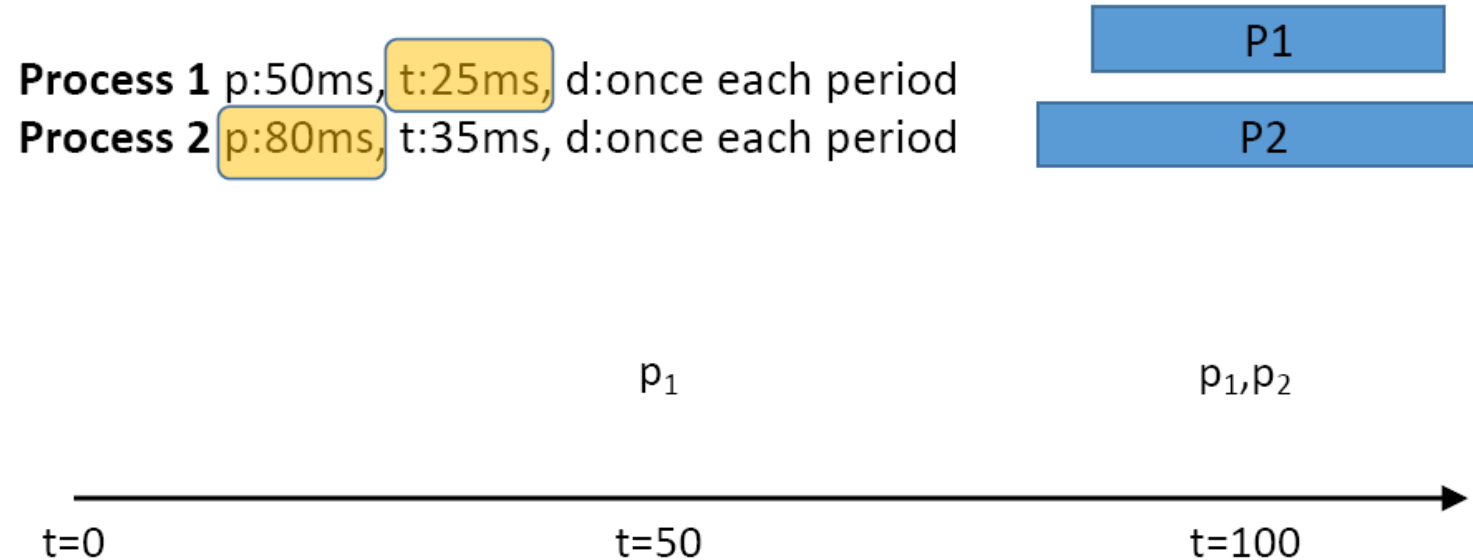 P1
Process 1 p:50ms, t:25ms, d:once each period
Process 2 p:80ms, t:35ms, d:once each period
P2
p₁
p₁,p₂
t=0
t=50
t=100